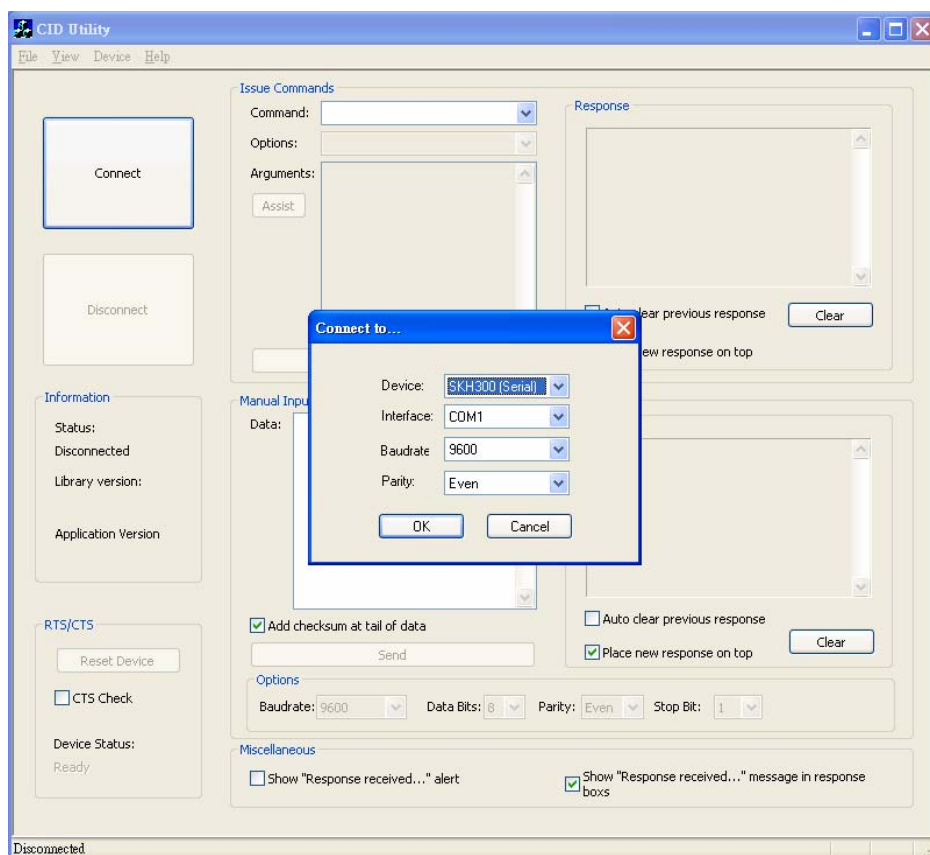 CID Utility
File View Device Help
Issue Commands
Command:
Options:
Arguments:
Assist
Response
Connect
Disconnect
clear previous response
Clear
ew response on top
Connect to...
Device: SKH300 (Serial)
Interface: COM1
Baudrate 9600
Parity: Even
OK Cancel
Information
Status:
Disconnected
Library version:
Application Version
Manual Inpu
Data:
Add checksum at tail of data
Send
Auto clear previous response
Place new response on top
Clear
RTS/CTS
Reset Device
CTS Check
Device Status:
Ready
Options
Baudrate: 9600 Data Bits: 8 Parity: Even Stop Bit: 1
Miscellaneous
Show "Response received..." alert
Show "Response received..." message in response
boxs
Disconnected